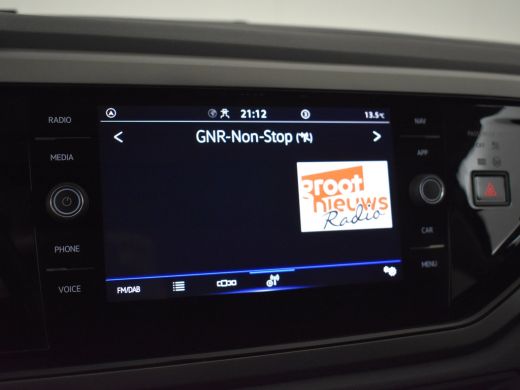 RADIO
MEDIA
PHONE
VOICE
21:12
13.5°C
< GNR-Non-Stop >
groot
nieuws
Radio
FM/DAB
NAV
APP
CAR
MENU